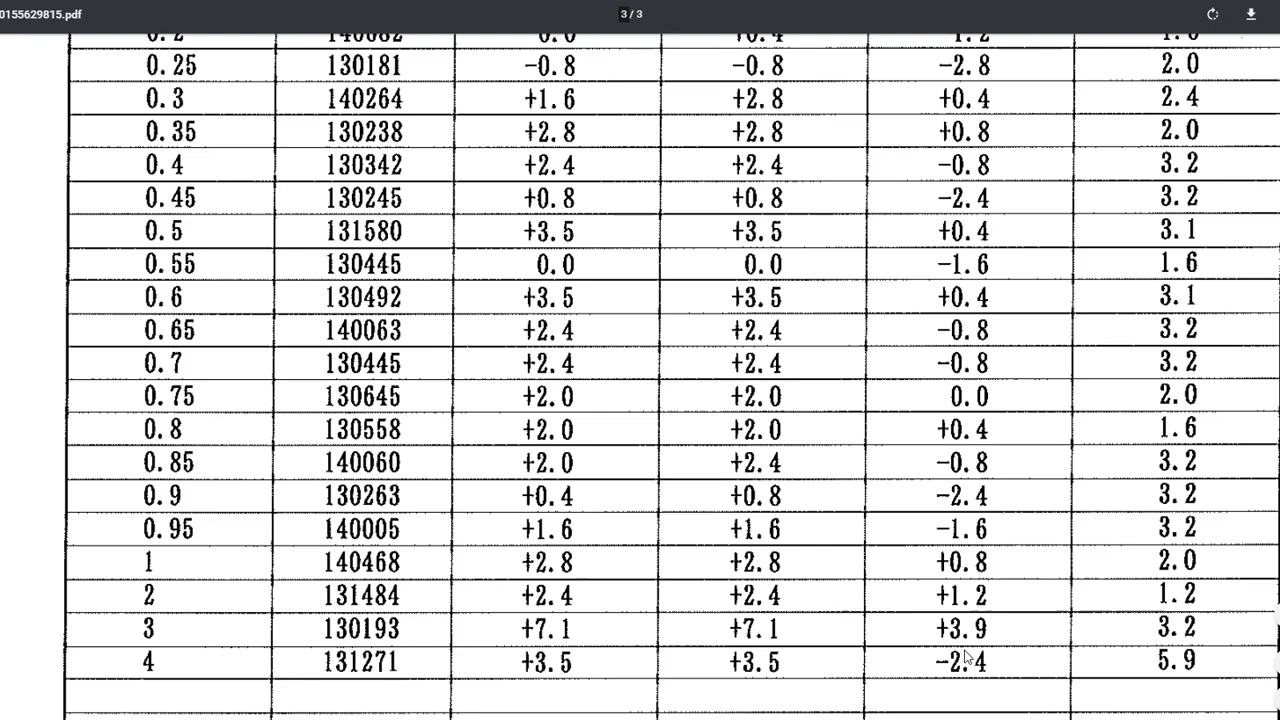 0155629815.pdf 3 / 3
0.25 130181 -0.8 -0.8 -2.8 2.0
0.3 140264 +1.6 +2.8 +0.4 2.4
0.35 130238 +2.8 +2.8 +0.8 2.0
0.4 130342 +2.4 +2.4 -0.8 3.2
0.45 130245 +0.8 +0.8 -2.4 3.2
0.5 131580 +3.5 +3.5 +0.4 3.1
0.55 130445 0.0 0.0 -1.6 1.6
0.6 130492 +3.5 +3.5 +0.4 3.1
0.65 140063 +2.4 +2.4 -0.8 3.2
0.7 130445 +2.4 +2.4 -0.8 3.2
0.75 130645 +2.0 +2.0 0.0 2.0
0.8 130558 +2.0 +2.0 +0.4 1.6
0.85 140060 +2.0 +2.4 -0.8 3.2
0.9 130263 +0.4 +0.8 -2.4 3.2
0.95 140005 +1.6 +1.6 -1.6 3.2
1 140468 +2.8 +2.8 +0.8 2.0
2 131484 +2.4 +2.4 +1.2 1.2
3 130193 +7.1 +7.1 +3.9 3.2
4 131271 +3.5 +3.5 -2.4 5.9